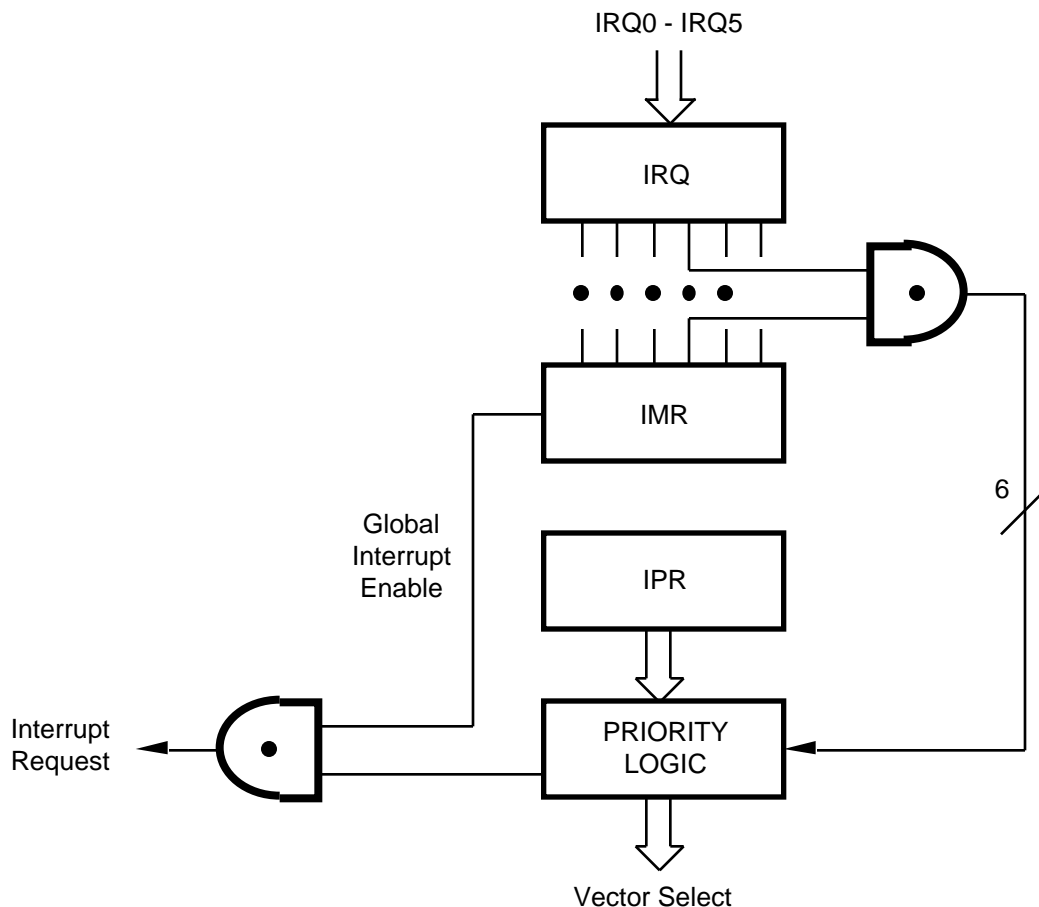 IRQ0 - IRQ5
IRQ
IMR
6
Global
Interrupt
Enable
IPR
Interrupt
Request
PRIORITY
LOGIC
Vector Select